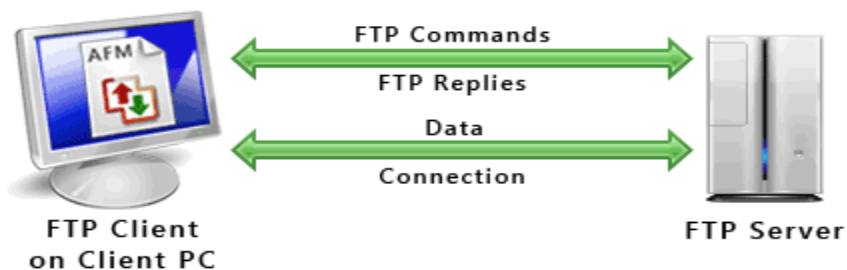 AFM
FTP Commands
FTP Replies
Data
Connection
FTP Client
on Client PC
FTP Server